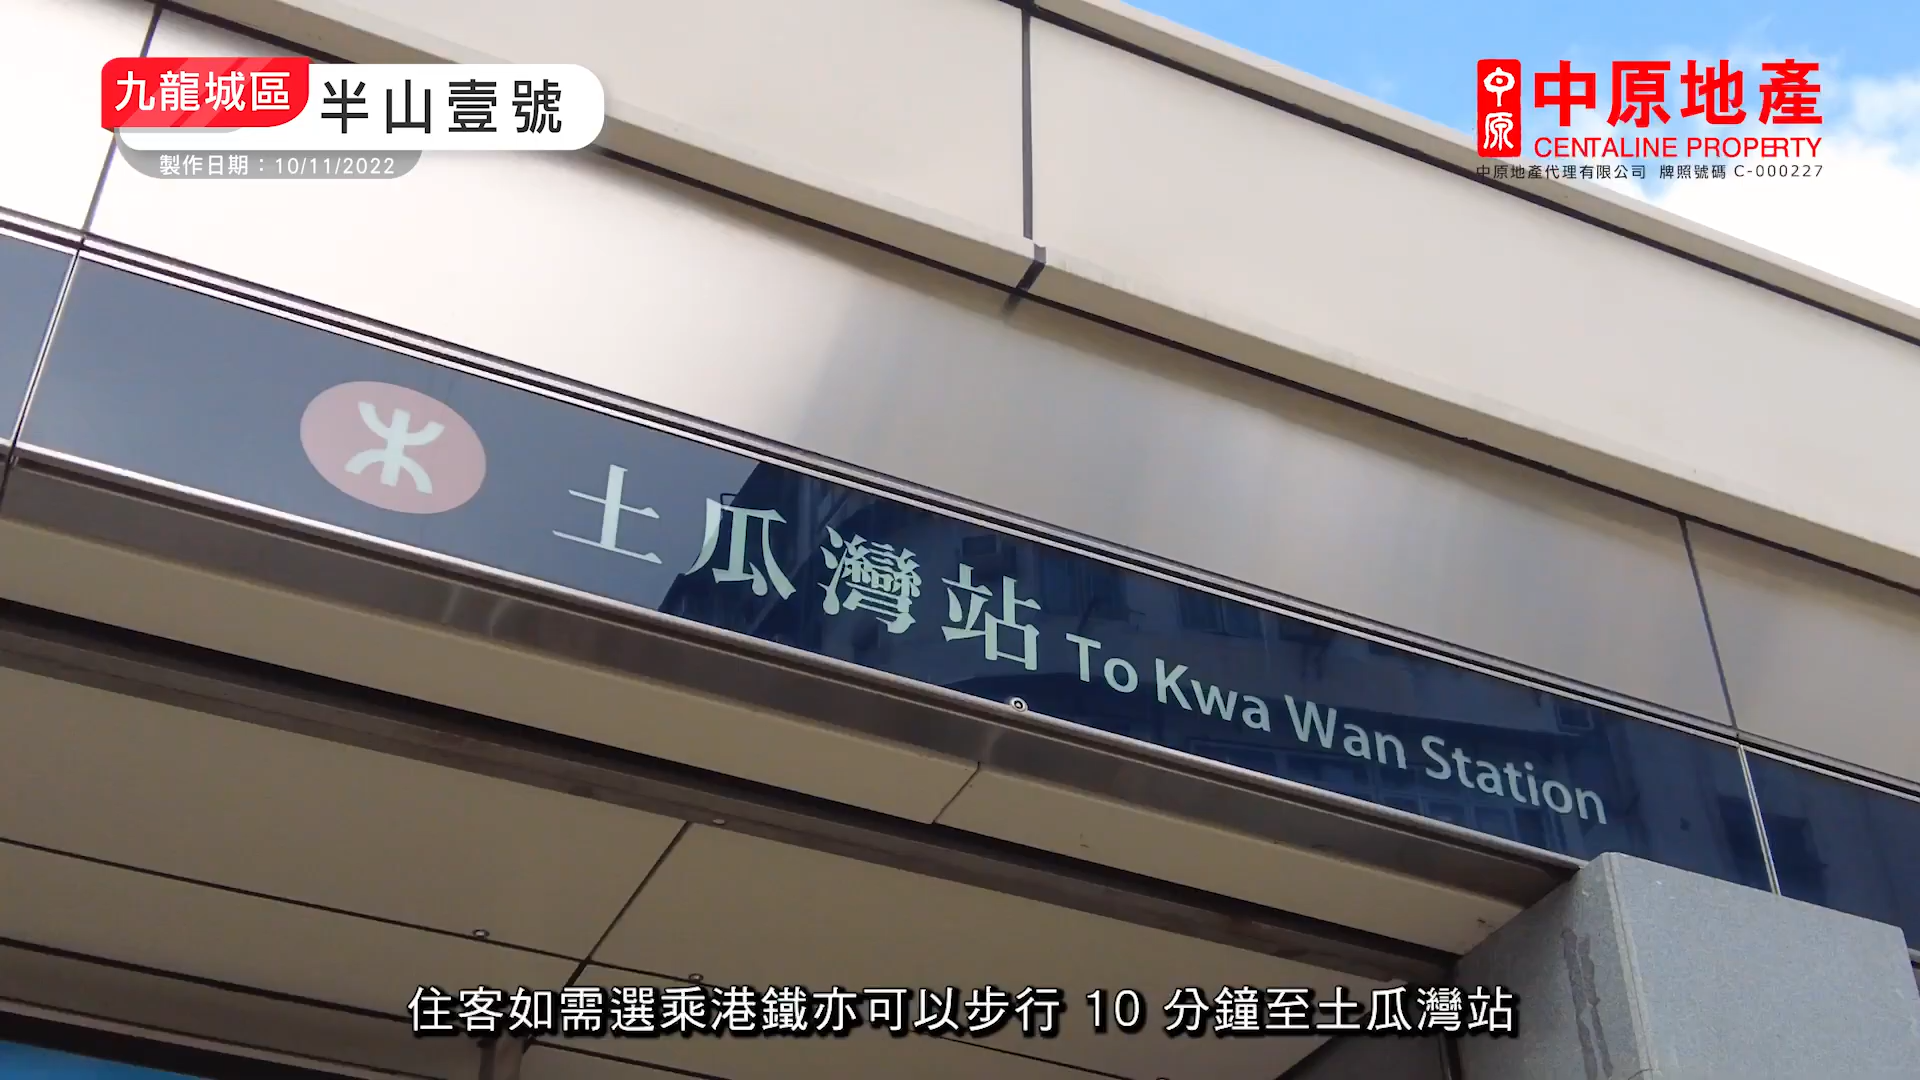 九龍城區
半山壹號
製作日期：10/11/2022
中原
中原地產
CENTALINE PROPERTY
中原地產代理有限公司 牌照號碼 C-000227
土瓜灣站 To Kwa Wan Station
住客如需選乘港鐵亦可以步行 10 分鐘至土瓜灣站